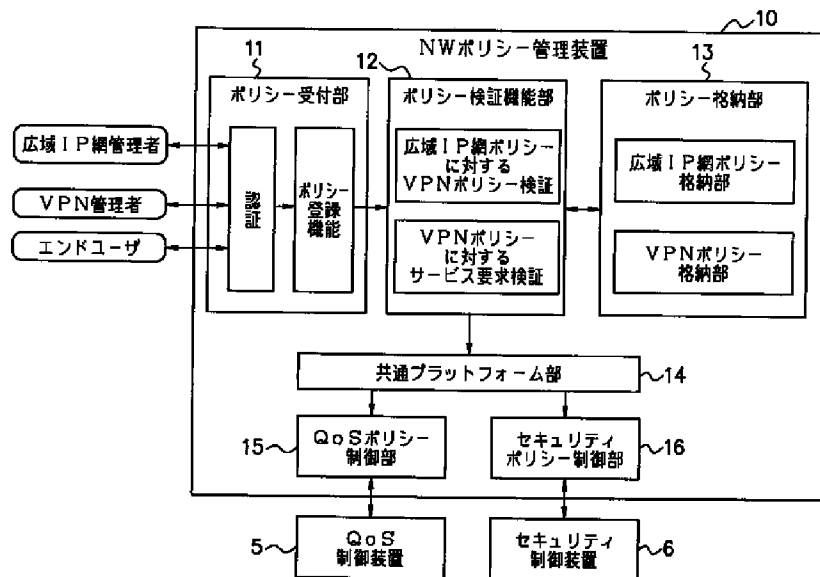 10
NWポリシー管理装置
11
ポリシー受付部
12
ポリシー検証機能部
13
ポリシー格納部
広域IP網管理者
VPN管理者
エンドユーザ
認証
ポリシー
登録
機能
広域IP網ポリシー
に対する
VPNポリシー検証
VPNポリシー
に対する
サービス要求検証
広域IP網ポリシー
格納部
VPNポリシー
格納部
共通プラットフォーム部
14
15
QoSポリシー
制御部
セキュリティ
ポリシー制御部
16
5
QoS
制御装置
セキュリティ
制御装置
6